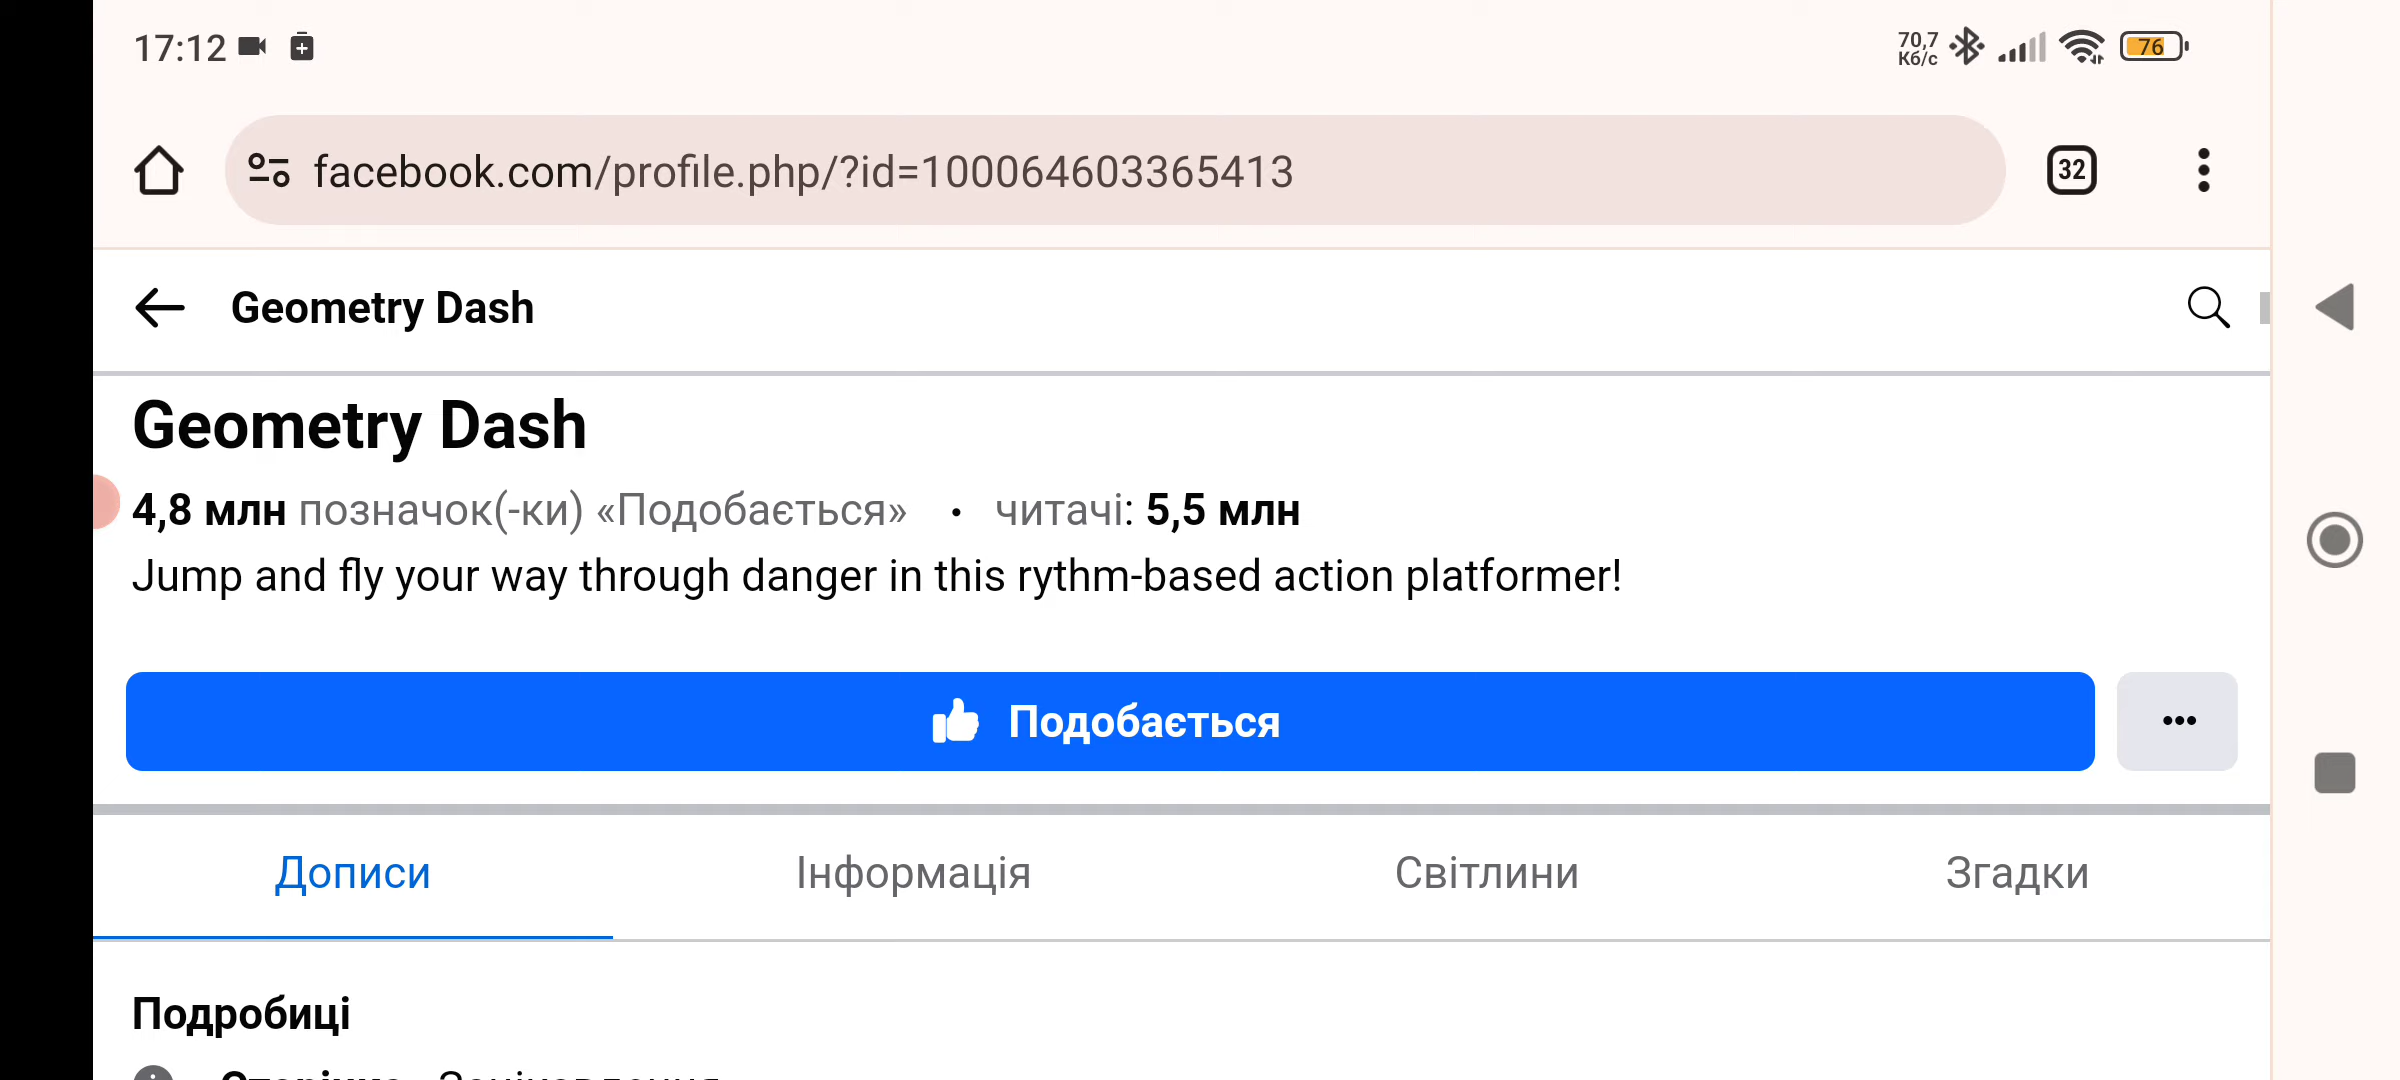 17:12
70,7
Кб/с
76
facebook.com/profile.php/?id=100064603365413
32
Geometry Dash
Geometry Dash
4,8 млн позначок(-ки) «Подобається» • читачі: 5,5 млн
Jump and fly your way through danger in this rythm-based action platformer!
Подобається
Дописи
Інформація
Світлини
Згадки
Подробиці